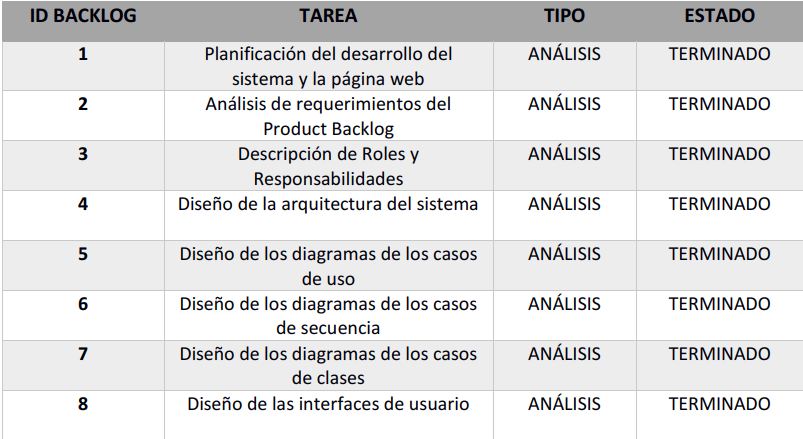 ID BACKLOG TAREA TIPO ESTADO
1 Planificación del desarrollo del ANÁLISIS TERMINADO
sistema y la página web
2 Análisis de requerimientos del ANÁLISIS TERMINADO
Product Backlog
3 Descripción de Roles y ANÁLISIS TERMINADO
Responsabilidades
4 Diseño de la arquitectura del sistema ANÁLISIS TERMINADO
5 Diseño de los diagramas de los casos ANÁLISIS TERMINADO
de uso
6 Diseño de los diagramas de los casos ANÁLISIS TERMINADO
de secuencia
7 Diseño de los diagramas de los casos ANÁLISIS TERMINADO
de clases
8 Diseño de las interfaces de usuario ANÁLISIS TERMINADO